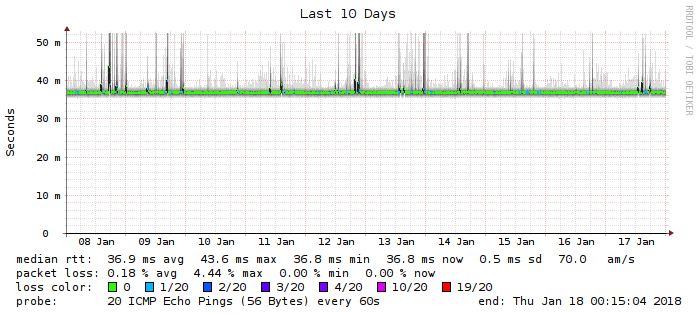 Last 10 Days
RRDTOOL / TOBI OETIKER
Seconds
50 m
40 m
30 m
20 m
10 m
0
08 Jan 09 Jan 10 Jan 11 Jan 12 Jan 13 Jan 14 Jan 15 Jan 16 Jan 17 Jan
median rtt: 36.9 ms avg 43.6 ms max 36.8 ms min 36.8 ms now 0.5 ms sd 70.0 am/s
packet loss: 0.18 % avg 4.44 % max 0.00 % min 0.00 % now
loss color: 0 1/20 2/20 3/20 4/20 10/20 19/20
probe: 20 ICMP Echo Pings (56 Bytes) every 60s end: Thu Jan 18 00:15:04 2018